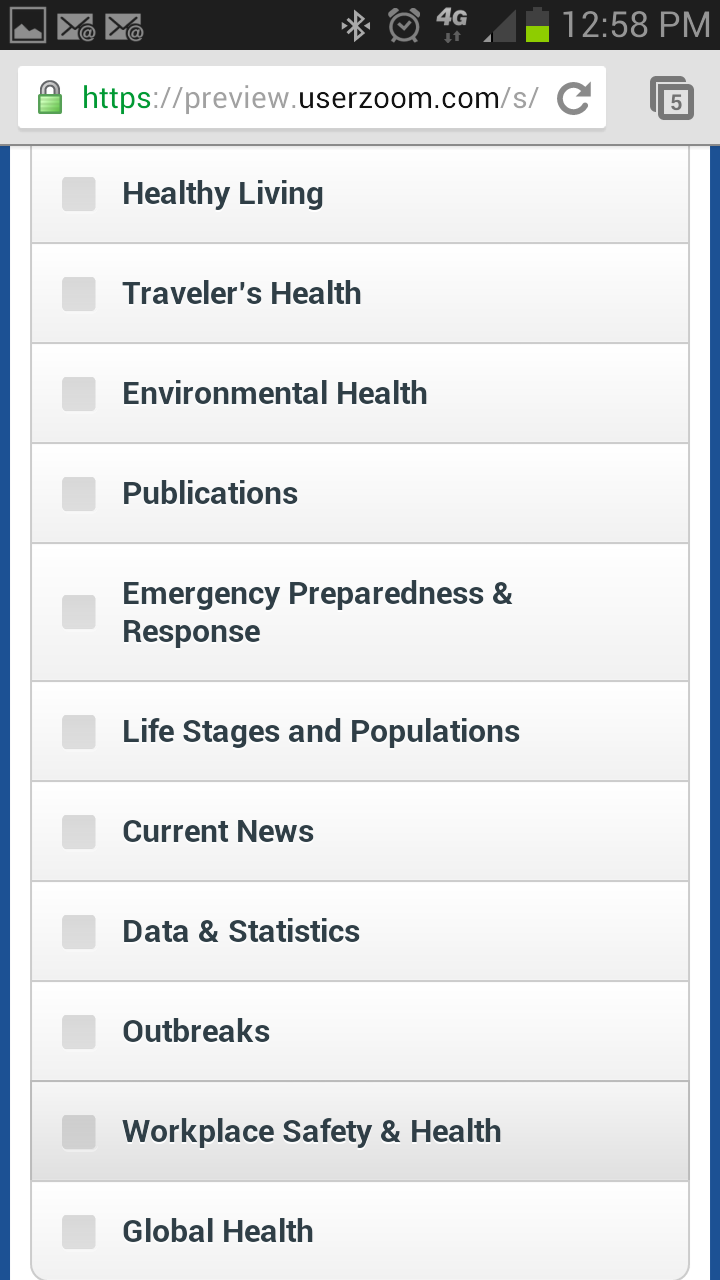 4G
12:58 PM
https://preview.userzoom.com/s/
5
Healthy Living
Traveler's Health
Environmental Health
Publications
Emergency Preparedness &
Response
Life Stages and Populations
Current News
Data & Statistics
Outbreaks
Workplace Safety & Health
Global Health